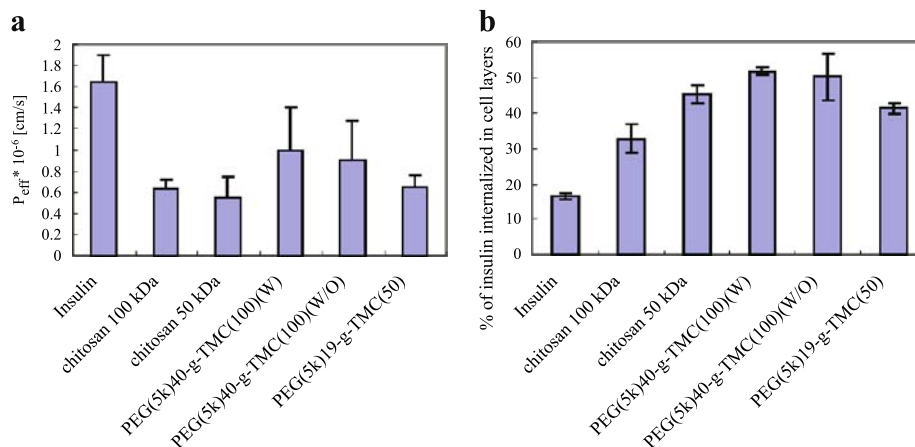 a
P_eff* 10^-6 [cm/s]
2
1.8
1.6
1.4
1.2
1
0.8
0.6
0.4
0.2
0
Insulin
chitosan 100 kDa
chitosan 50 kDa
PEG(5k)40-g-TMC(100)(W)
PEG(5k)40-g-TMC(100)(W/O)
PEG(5k)19-g-TMC(50)
b
% of insulin internalized in cell layers
60
50
40
30
20
10
0
Insulin
chitosan 100 kDa
chitosan 50 kDa
PEG(5k)40-g-TMC(100)(W)
PEG(5k)40-g-TMC(100)(W/O)
PEG(5k)19-g-TMC(50)